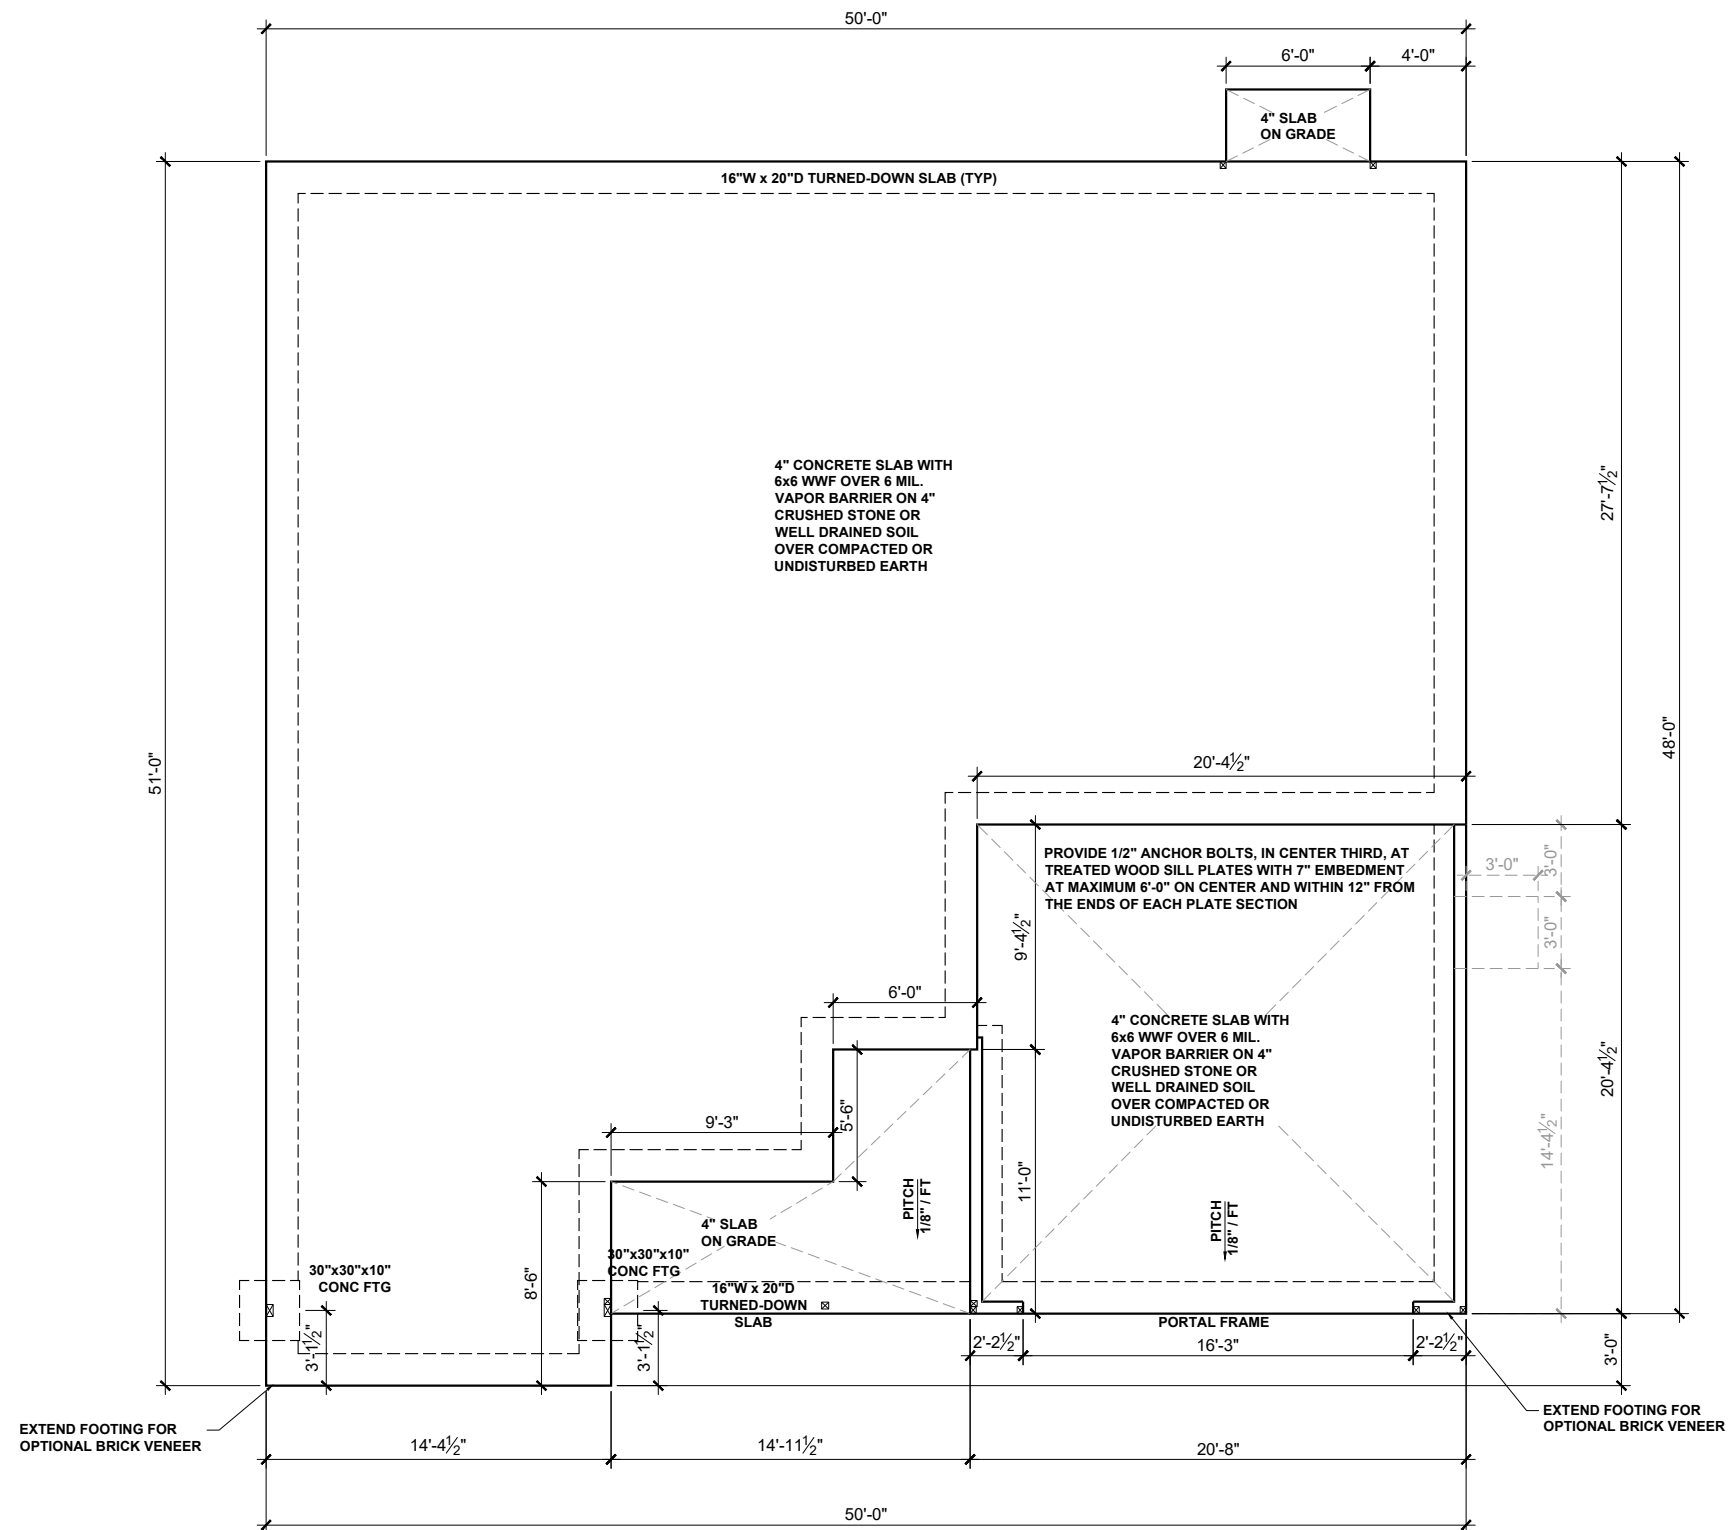 50'-0"
6'-0"
4'-0"
4" SLAB
ON GRADE
16"W x 20"D TURNED-DOWN SLAB (TYP)
4" CONCRETE SLAB WITH
6x6 WWF OVER 6 MIL.
VAPOR BARRIER ON 4"
CRUSHED STONE OR
WELL DRAINED SOIL
OVER COMPACTED OR
UNDISTURBED EARTH
27'-7½"
48'-0"
51'-0"
20'-4½"
PROVIDE 1/2" ANCHOR BOLTS, IN CENTER THIRD, AT
TREATED WOOD SILL PLATES WITH 7" EMBEDMENT
AT MAXIMUM 6'-0" ON CENTER AND WITHIN 12" FROM
THE ENDS OF EACH PLATE SECTION
3'-0"
3'-0"
3'-0"
9'-4½"
6'-0"
4" CONCRETE SLAB WITH
6x6 WWF OVER 6 MIL.
VAPOR BARRIER ON 4"
CRUSHED STONE OR
WELL DRAINED SOIL
OVER COMPACTED OR
UNDISTURBED EARTH
20'-4½"
14'-4½"
9'-3"
5'-6"
11'-0"
PITCH
1/8" / FT
PITCH
1/8" / FT
4" SLAB
ON GRADE
30"x30"x10"
CONC FTG
30"x30"x10"
CONC FTG
8'-6"
16"W x 20"D
TURNED-DOWN
SLAB
PORTAL FRAME
3'-1½"
3'-1½"
2'-2½"
16'-3"
2'-2½"
3'-0"
EXTEND FOOTING FOR
OPTIONAL BRICK VENEER
EXTEND FOOTING FOR
OPTIONAL BRICK VENEER
14'-4½"
14'-11½"
20'-8"
50'-0"